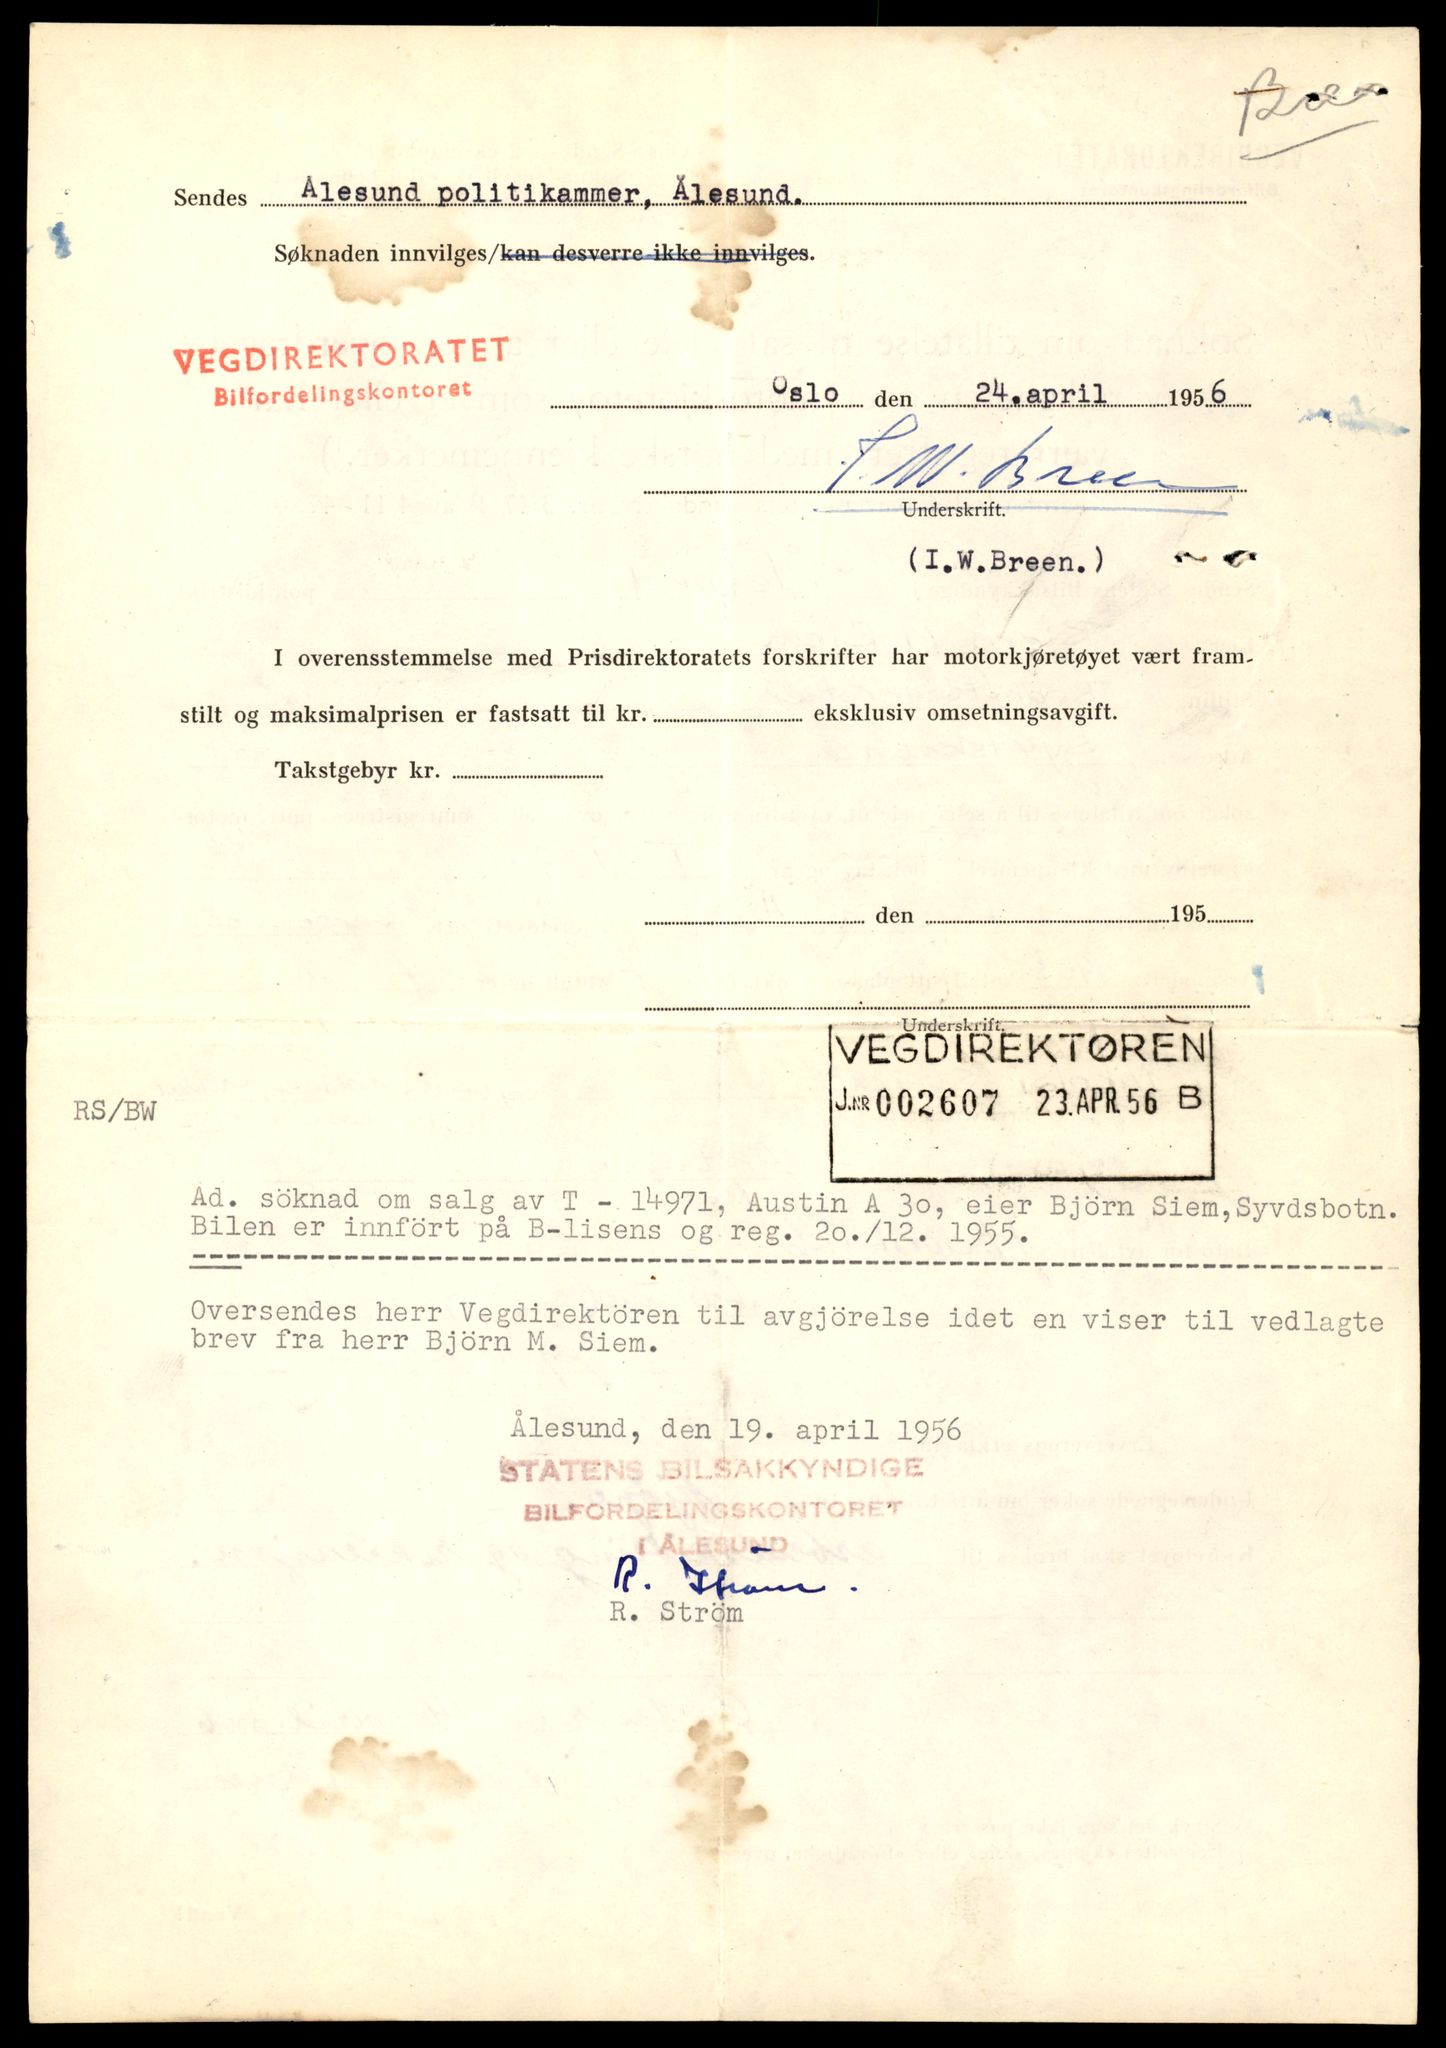 Breen
Sendes Ålesund politikammer, Ålesund.
Søknaden innvilges/kan desverre ikke innvilges.
VEGDIREKTORATET
Bilfordelingskontoret
Oslo den 24. april 1956
I. W. Breen
Underskrift.
(I.W.Breen.)
I overensstemmelse med Prisdirektoratets forskrifter har motorkjøretøyet vært fram-
stilt og maksimalprisen er fastsatt til kr. eksklusiv omsetningsavgift.
Takstgebyr kr.
den 195
Underskrift.
VEGDIREKTØREN
J.NR 002607 23.APR.56 B
RS/BW
Ad. söknad om salg av T - 14971, Austin A 3o, eier Björn Siem, Syvdsbotn.
Bilen er innfört på B-lisens og reg. 2o./12. 1955.
Oversendes herr Vegdirektören til avgjörelse idet en viser til vedlagte
brev fra herr Björn M. Siem.
Ålesund, den 19. april 1956
STATENS BILSAKKYNDIGE
BILFORDELINGSKONTORET
I ÅLESUND
R. Ström.
R. Ström